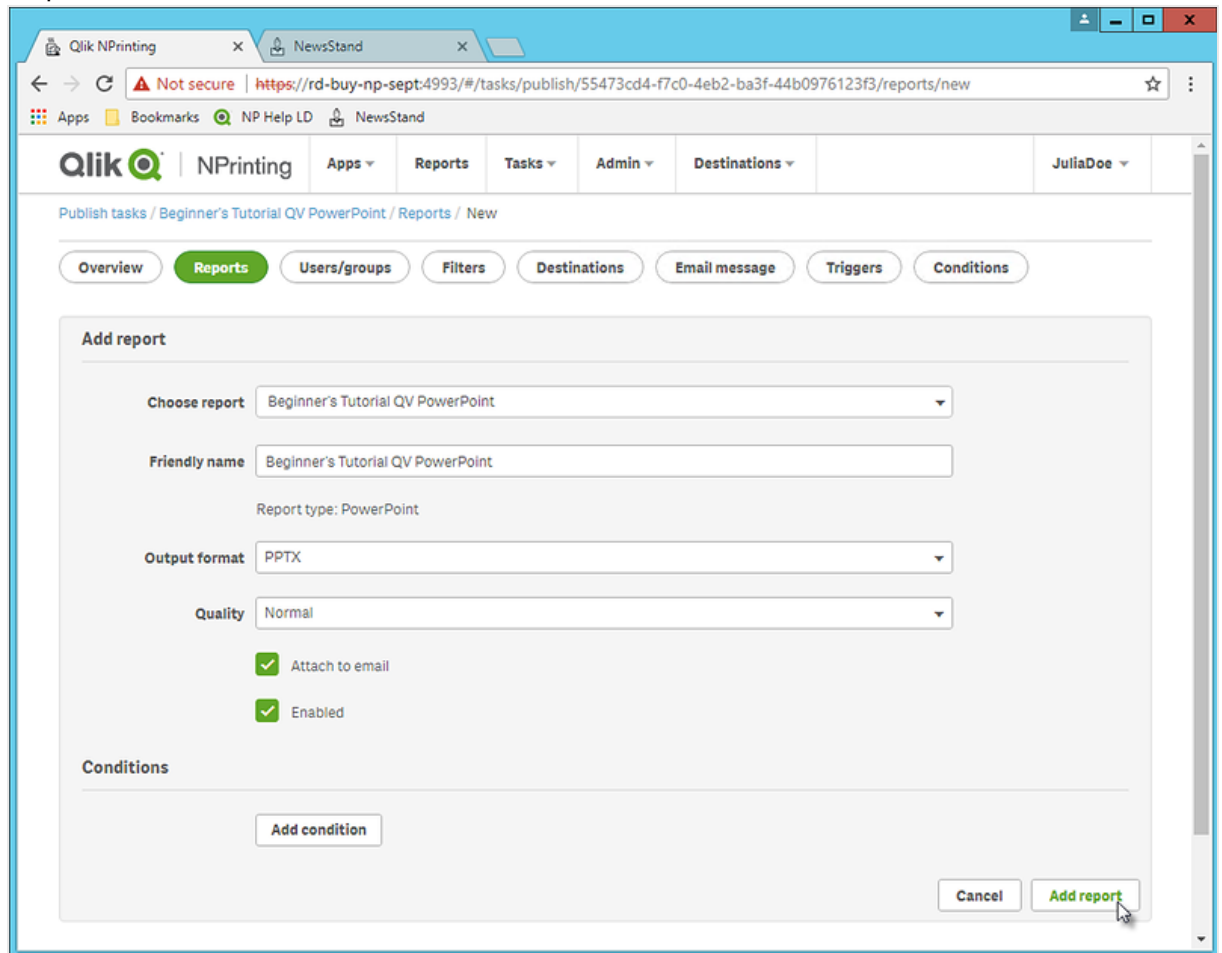 Qlik NPrinting
NewsStand
Not secure | https://rd-buy-np-sept:4993/#/tasks/publish/55473cd4-f7c0-4eb2-ba3f-44b0976123f3/reports/new
Apps Bookmarks NP Help LD NewsStand
Qlik NPrinting Apps Reports Tasks Admin Destinations JuliaDoe
Publish tasks / Beginner's Tutorial QV PowerPoint / Reports / New
Overview Reports Users/groups Filters Destinations Email message Triggers Conditions
Add report
Choose report Beginner's Tutorial QV PowerPoint
Friendly name Beginner's Tutorial QV PowerPoint
Report type: PowerPoint
Output format PPTX
Quality Normal
Attach to email
Enabled
Conditions
Add condition
Cancel Add report